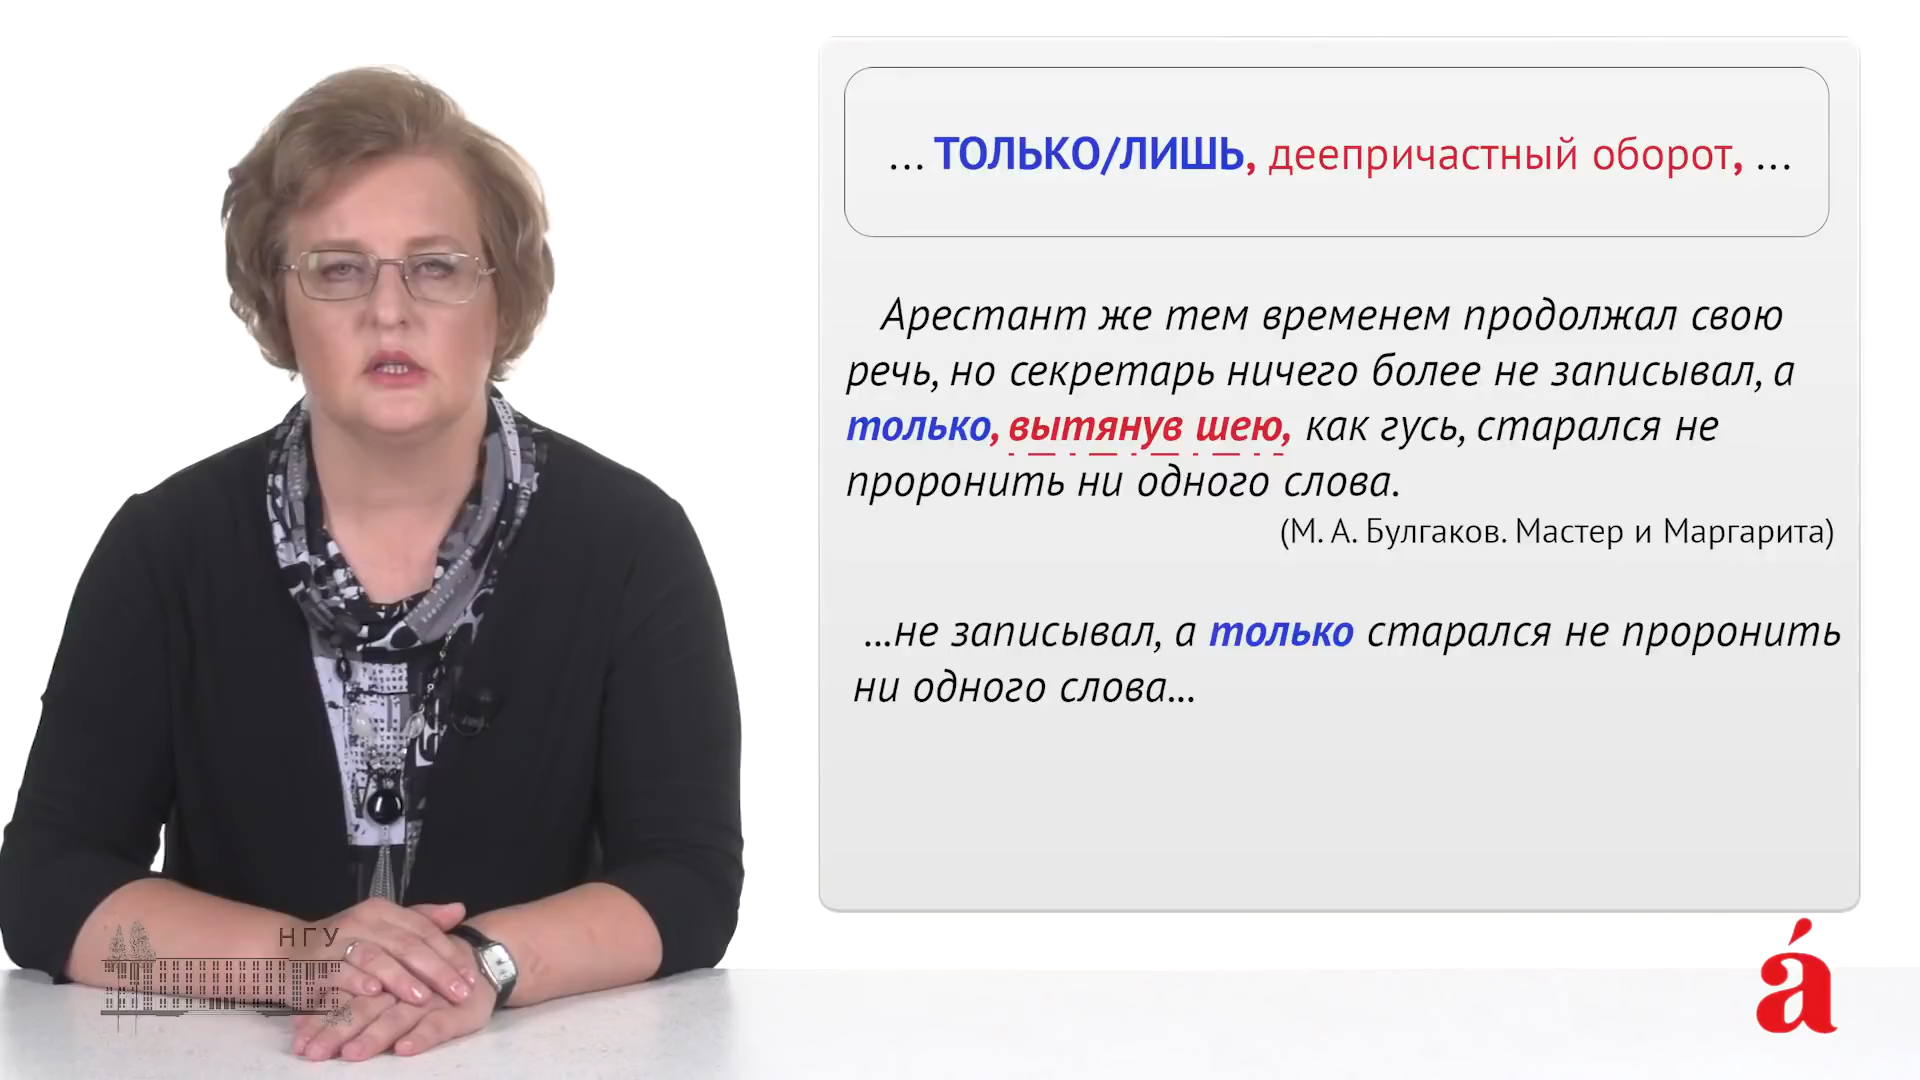 ... ТОЛЬКО/ЛИШЬ, деепричастный оборот, ...
Арестант же тем временем продолжал свою
речь, но секретарь ничего более не записывал, а
только, вытянув шею, как гусь, старался не
проронить ни одного слова.
(М. А. Булгаков. Мастер и Маргарита)
...не записывал, а только старался не проронить
ни одного слова...
НГУ
á